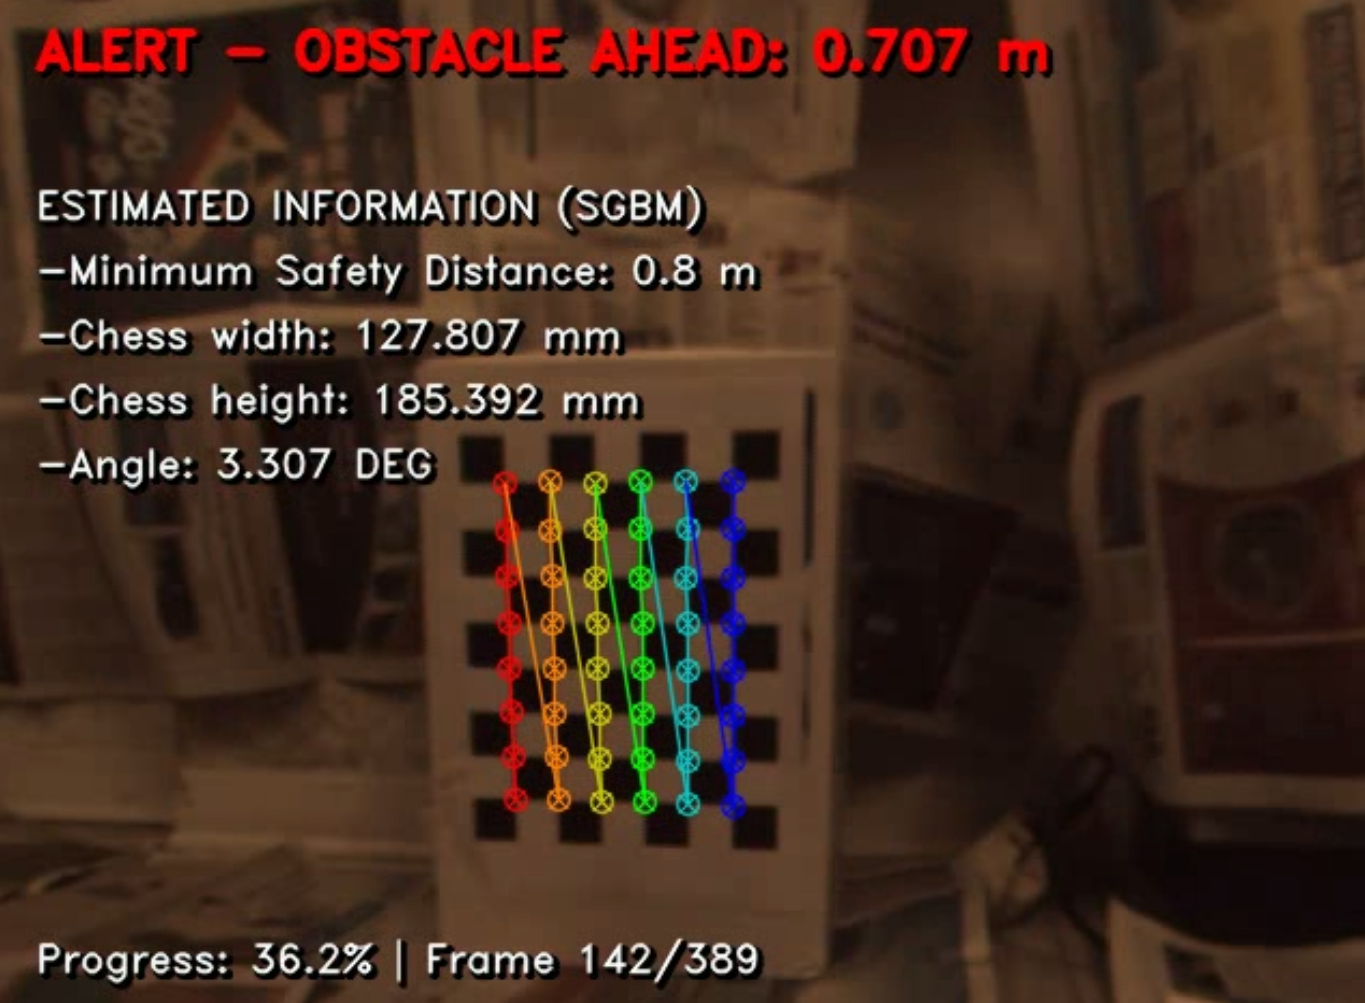 ALERT - OBSTACLE AHEAD: 0.707 m
ESTIMATED INFORMATION (SGBM)
-Minimum Safety Distance: 0.8 m
-Chess width: 127.807 mm
-Chess height: 185.392 mm
-Angle: 3.307 DEG
Progress: 36.2% | Frame 142/389